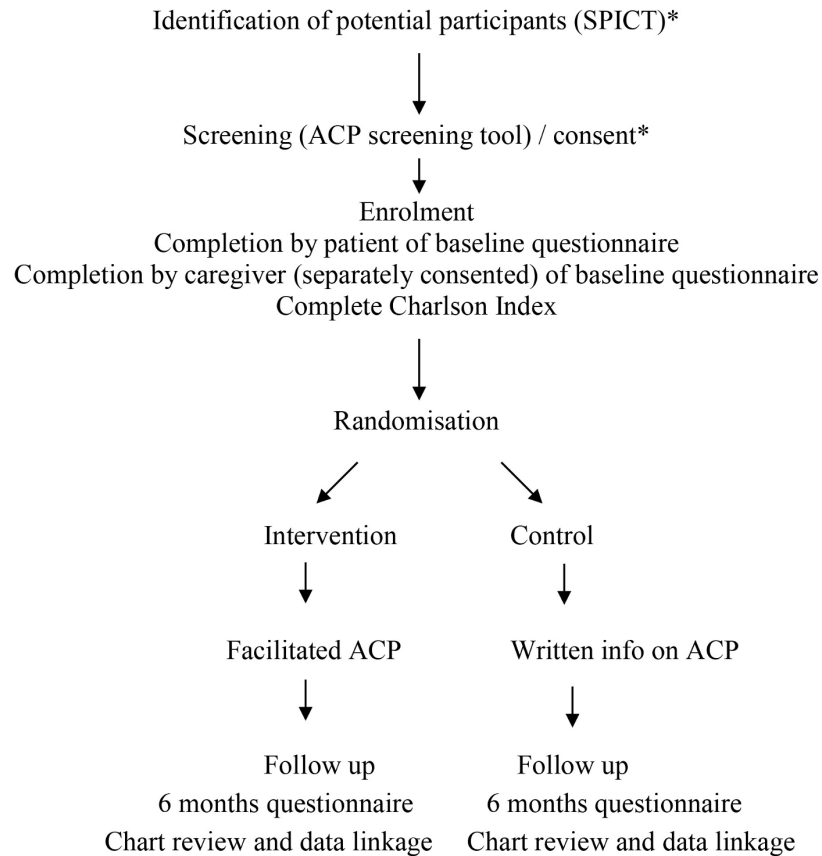 Identification of potential participants (SPICT)*
Screening (ACP screening tool) / consent*
Enrolment
Completion by patient of baseline questionnaire
Completion by caregiver (separately consented) of baseline questionnaire
Complete Charlson Index
Randomisation
Intervention
Control
Facilitated ACP
Written info on ACP
Follow up
6 months questionnaire
Chart review and data linkage
Follow up
6 months questionnaire
Chart review and data linkage